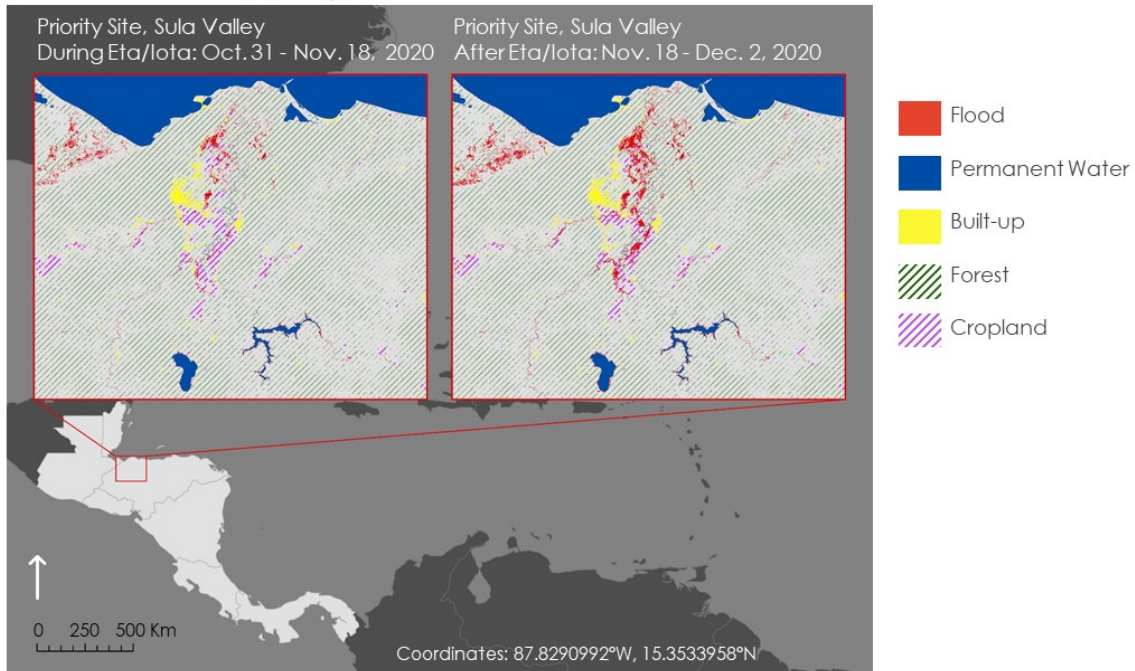 Priority Site, Sula Valley
During Eta/Iota: Oct. 31 - Nov. 18, 2020
Priority Site, Sula Valley
After Eta/Iota: Nov. 18 - Dec. 2, 2020
Flood
Permanent Water
Built-up
Forest
Cropland
0 250 500 Km
Coordinates: 87.8290992°W, 15.3533958°N